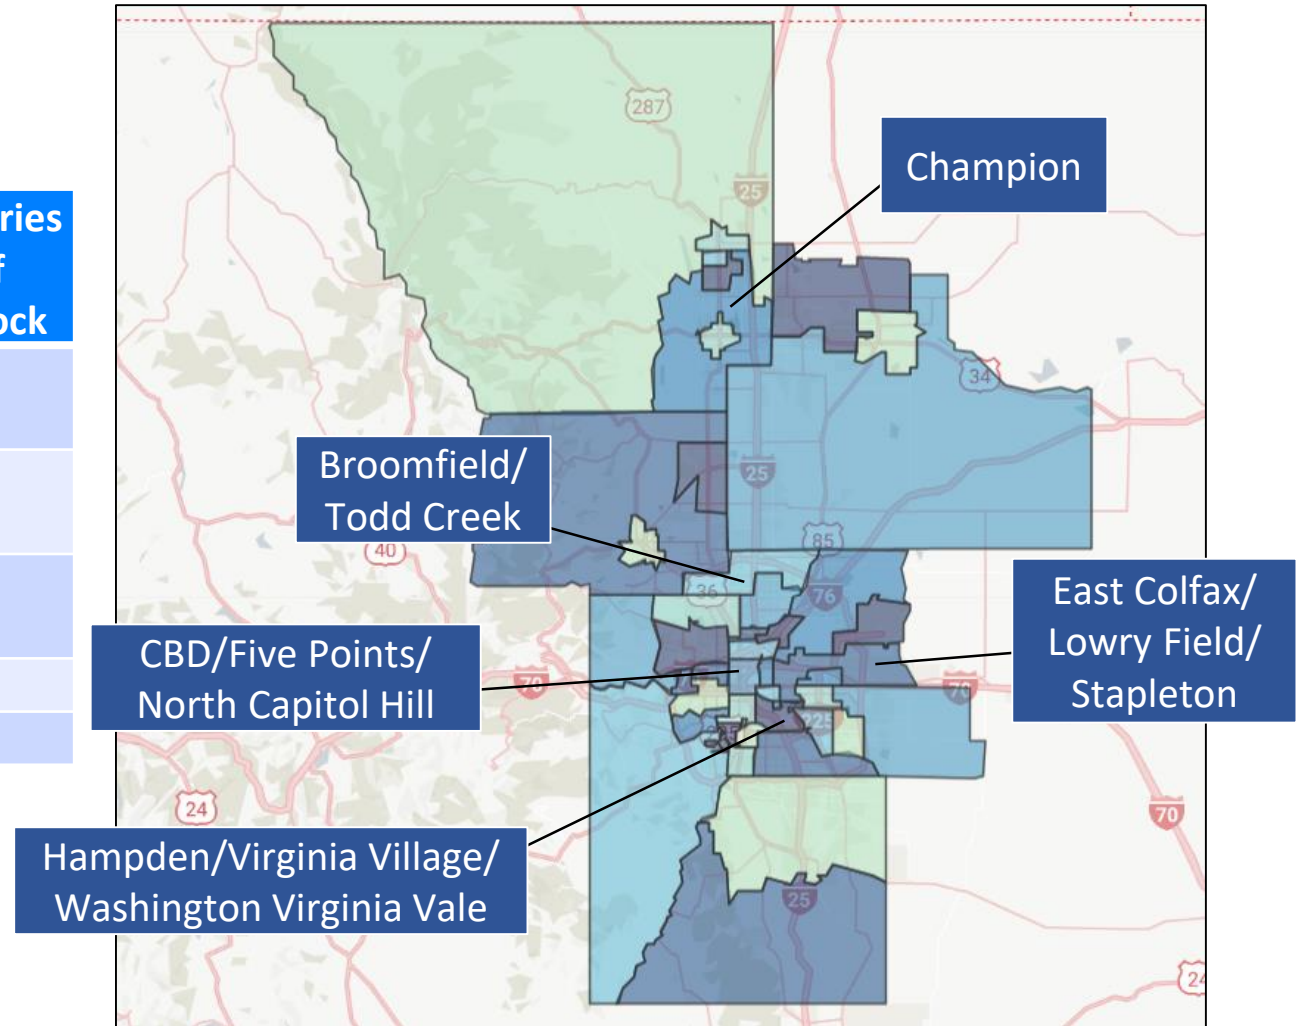 ries
f
ock
287
Champion
25
34
Broomfield/
Todd Creek
25
85
40
36
76
East Colfax/
Lowry Field/
Stapleton
CBD/Five Points/
North Capitol Hill
70
70
225
24
70
Hampden/Virginia Village/
Washington Virginia Vale
25
24